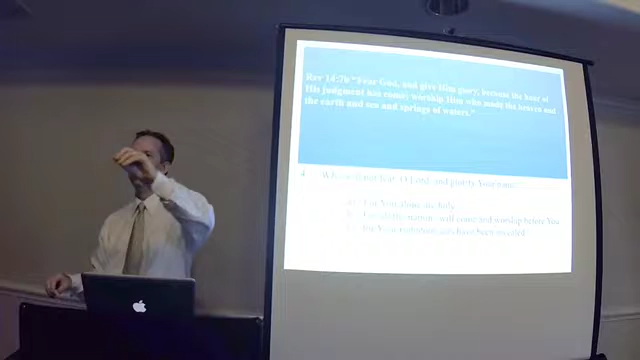 Rev 14:7b "Fear God, and give Him glory, because the hour of
His judgment has come; worship Him who made the heaven and
the earth and sea and springs of waters."
4. Who will not fear, O Lord, and glorify Your name?
a) For You alone are holy
b) For all the nations will come and worship before You
c) For Your righteous acts have been revealed